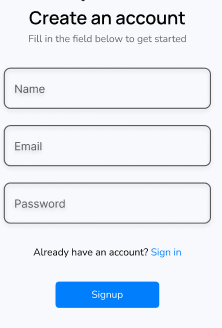 Create an account
Fill in the field below to get started
Name
Email
Password
Already have an account? Sign in
Signup